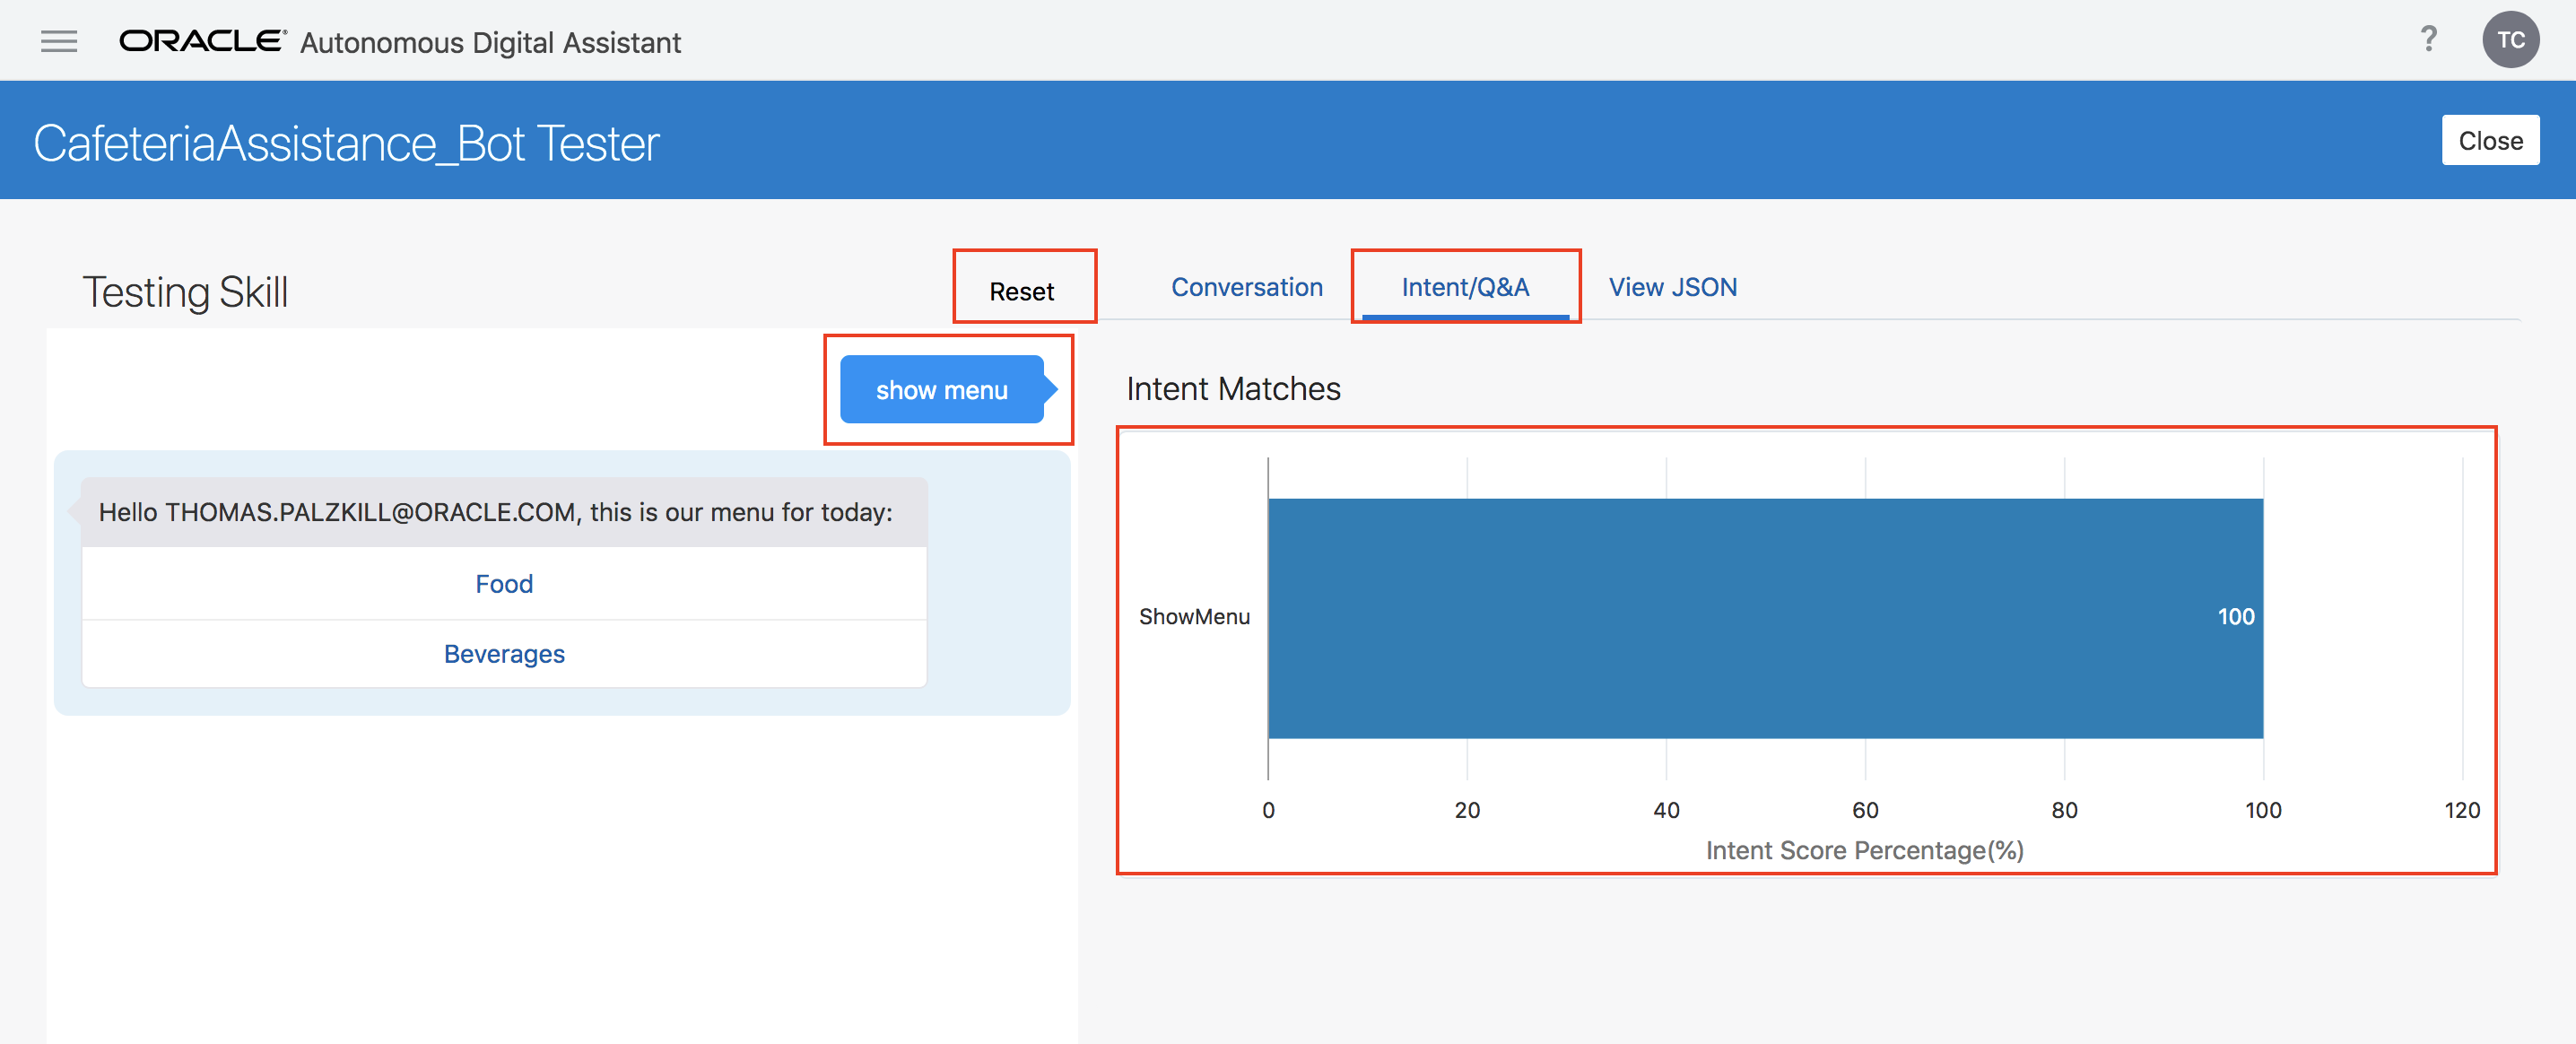 ORACLE® Autonomous Digital Assistant
? TC
CafeteriaAssistance_Bot Tester
Close
Testing Skill
Reset
Conversation
Intent/Q&A
View JSON
show menu
Hello THOMAS.PALZKILL@ORACLE.COM, this is our menu for today:
Food
Beverages
Intent Matches
ShowMenu
100
0 20 40 60 80 100 120
Intent Score Percentage(%)